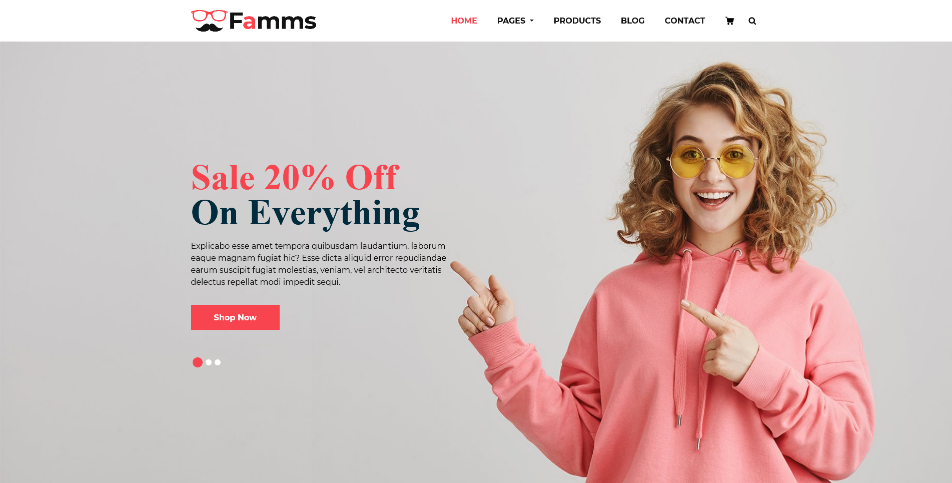 Famms
HOME PAGES PRODUCTS BLOG CONTACT
Sale 20% Off
On Everything
Explicabo esse amet tempora quibusdam laudantium, laborum
eaque magnam fugiat hic? Esse dicta aliquid error repudiandae
earum suscipit fugiat molestias, veniam, vel architecto veritatis
delectus repellat modi impedit sequi.
Shop Now